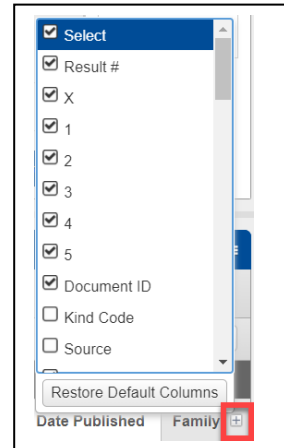 Select
Result #
X
1
2
3
4
5
Document ID
Kind Code
Source
Restore Default Columns
Date Published Family